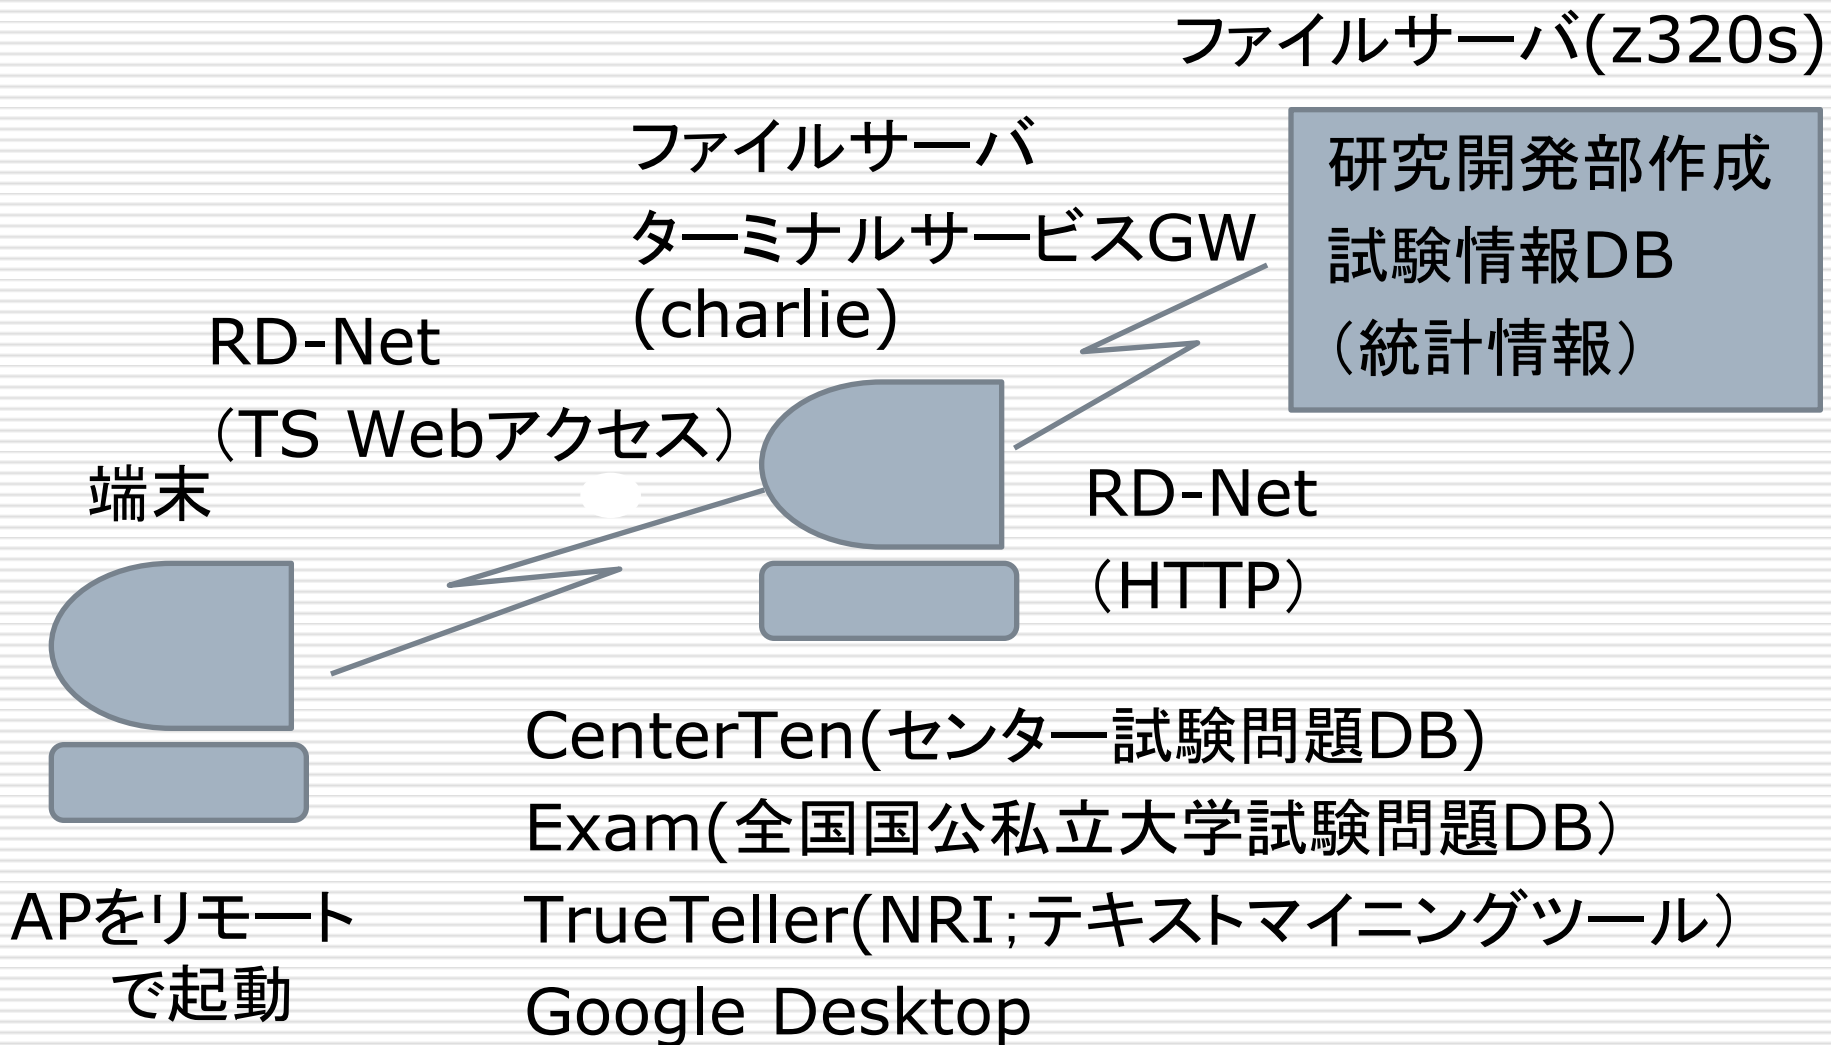 ファイルサーバ(z320s)
研究開発部作成
試験情報DB
（統計情報）
ファイルサーバ
ターミナルサービスGW
(charlie)
RD-Net
（TS Webアクセス）
端末
RD-Net
（HTTP）
CenterTen(センター試験問題DB)
Exam(全国国公私立大学試験問題DB）
TrueTeller(NRI;テキストマイニングツール）
Google Desktop
APをリモート
で起動